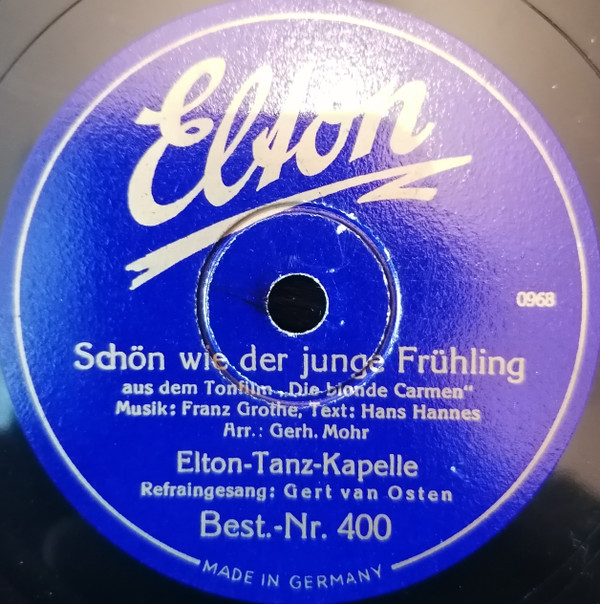 Elton
0968
Schön wie der junge Frühling
aus dem Tonfilm „Die blonde Carmen“
Musik: Franz Grothe, Text: Hans Hannes
Arr.: Gerh. Mohr
Elton-Tanz-Kapelle
Refraingesang: Gert van Osten
Best.-Nr. 400
MADE IN GERMANY